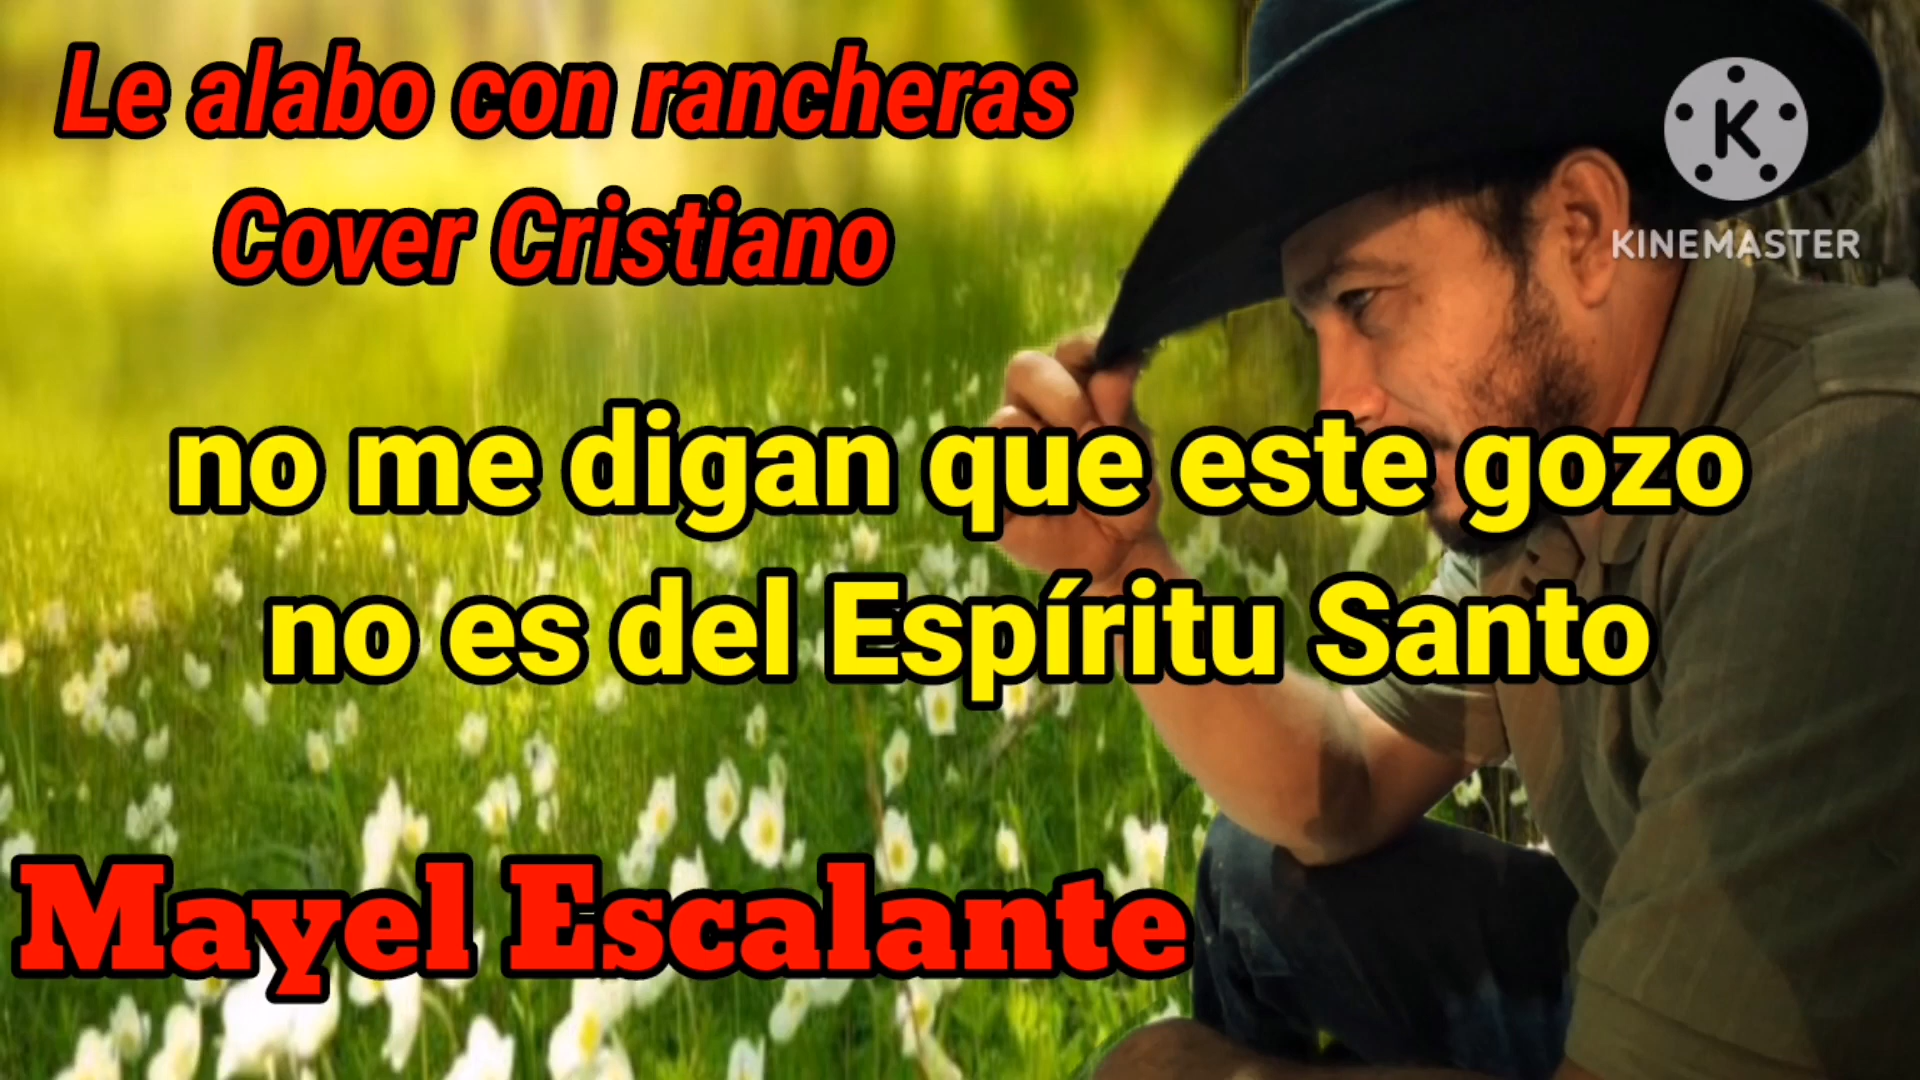 Le alabo con rancheras
Cover Cristiano
K
KINEMASTER
no me digan que este gozo
no es del Espíritu Santo
Mayel Escalante